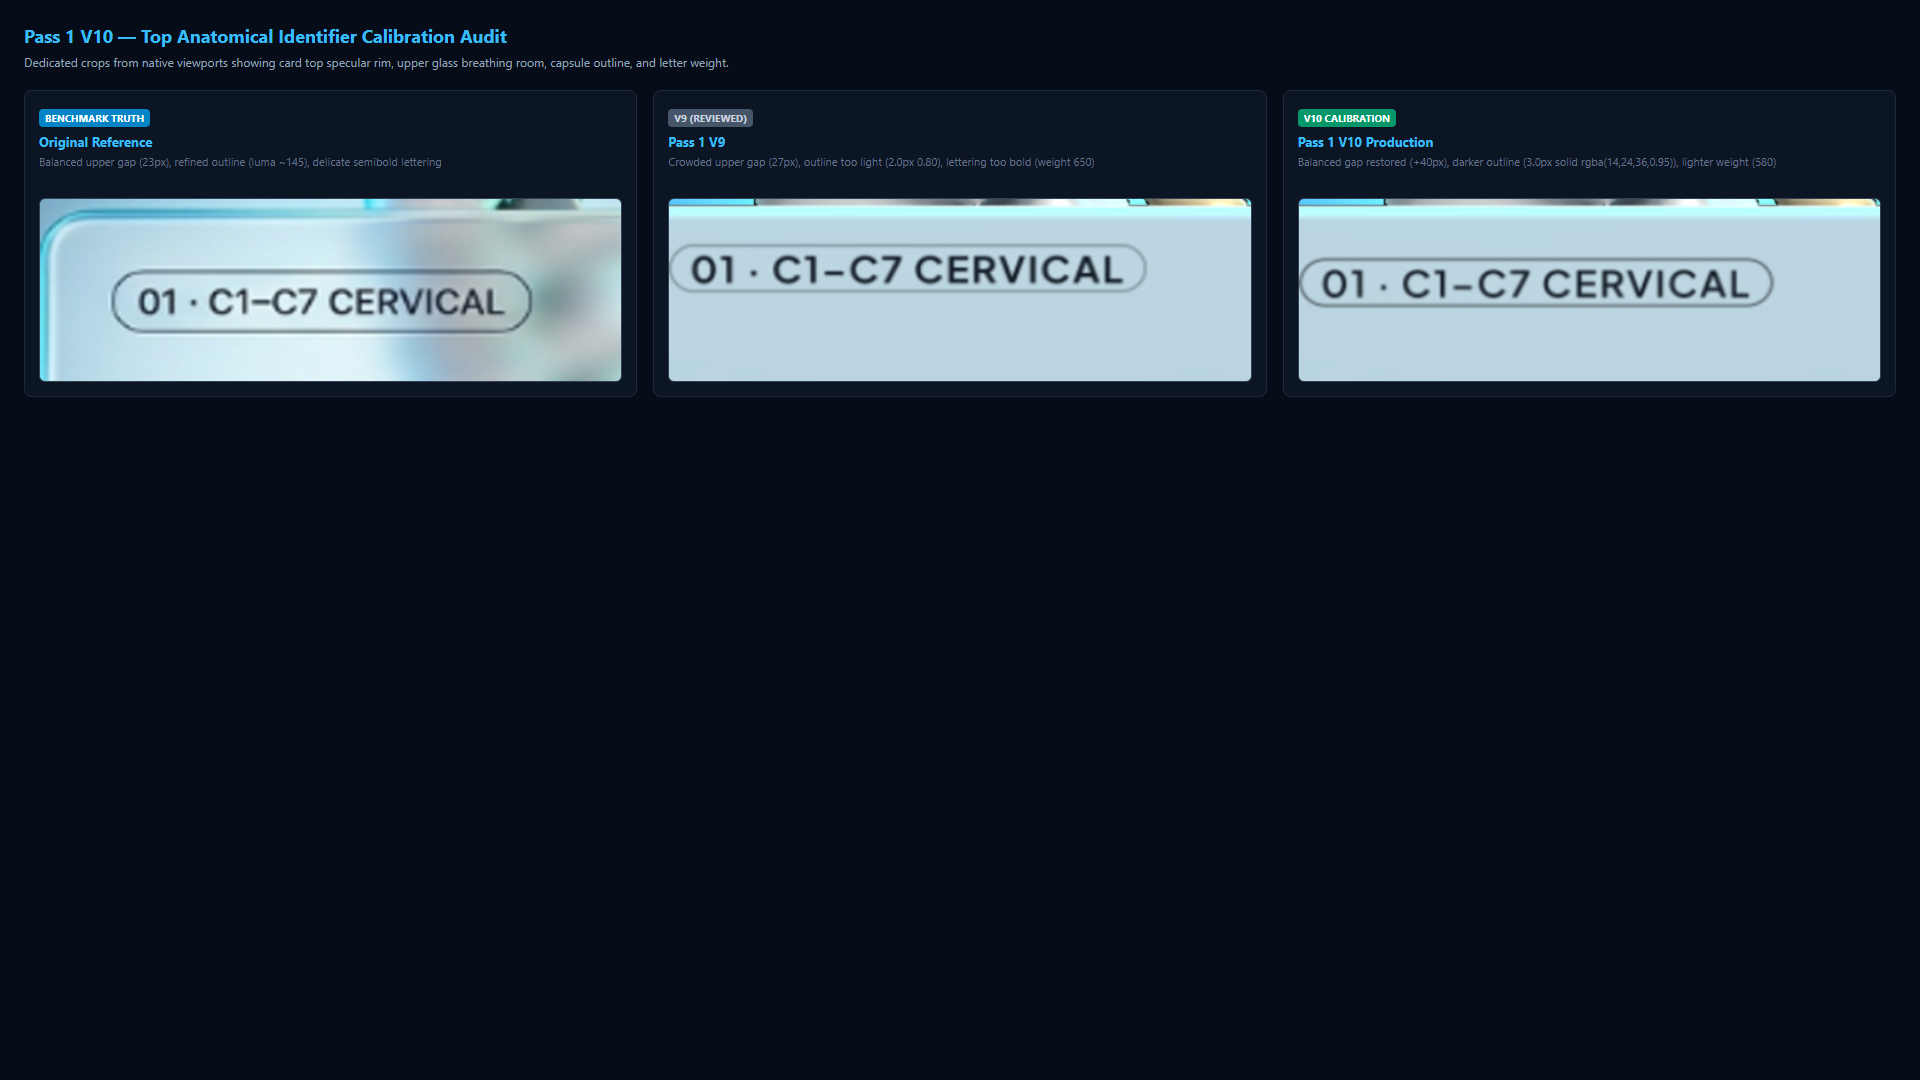 Pass 1 V10 — Top Anatomical Identifier Calibration Audit
Dedicated crops from native viewports showing card top specular rim, upper glass breathing room, capsule outline, and letter weight.
BENCHMARK TRUTH
Original Reference
Balanced upper gap (23px), refined outline (luma ~145), delicate semibold lettering
01 · C1–C7 CERVICAL
V9 (REVIEWED)
Pass 1 V9
Crowded upper gap (27px), outline too light (2.0px 0.80), lettering too bold (weight 650)
01 · C1–C7 CERVICAL
V10 CALIBRATION
Pass 1 V10 Production
Balanced gap restored (+40px), darker outline (3.0px solid rgba(14,24,36,0.95)), lighter weight (580)
01 · C1–C7 CERVICAL